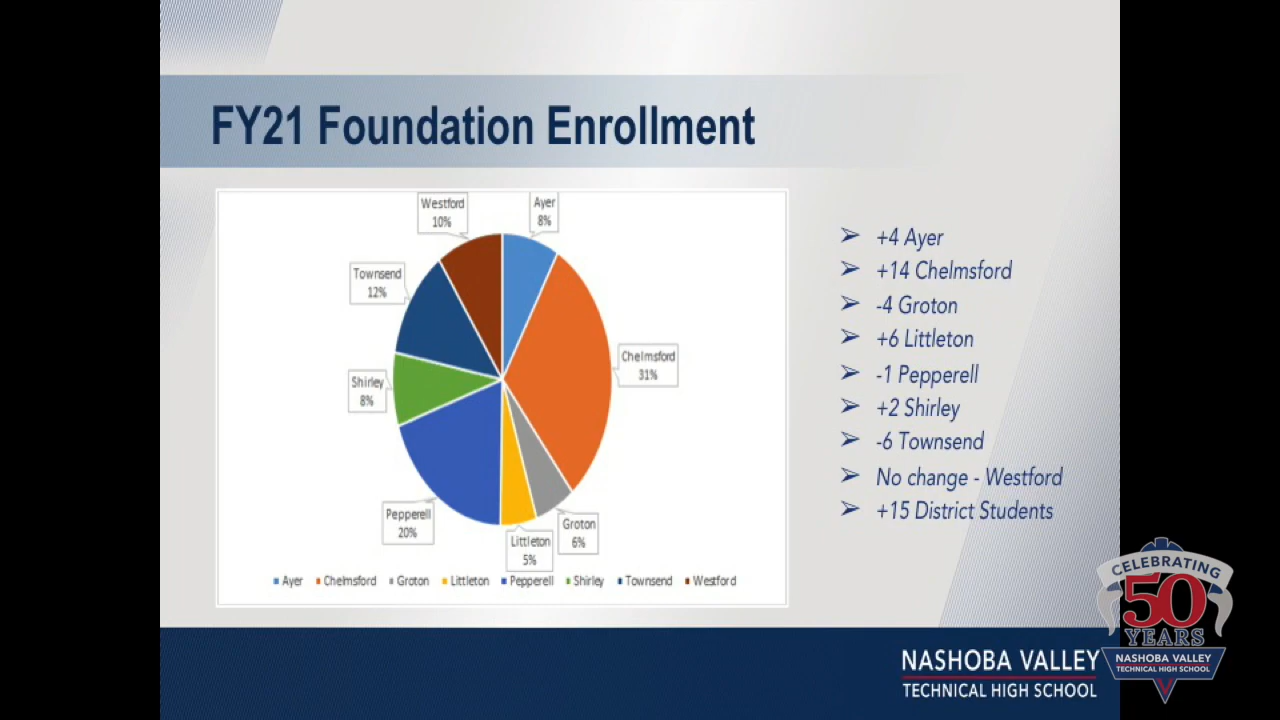 FY21 Foundation Enrollment
Westford
10%
Ayer
8%
Townsend
12%
Chelmsford
31%
Shirley
8%
Pepperell
20%
Groton
6%
Littleton
5%
Ayer Chelmsford Groton Littleton Pepperell Shirley Townsend Westford
+4 Ayer
+14 Chelmsford
-4 Groton
+6 Littleton
-1 Pepperell
+2 Shirley
-6 Townsend
No change - Westford
+15 District Students
NASHOBA VALLEY
TECHNICAL HIGH SCHOOL
CELEBRATING
50
YEARS
NASHOBA VALLEY
TECHNICAL HIGH SCHOOL